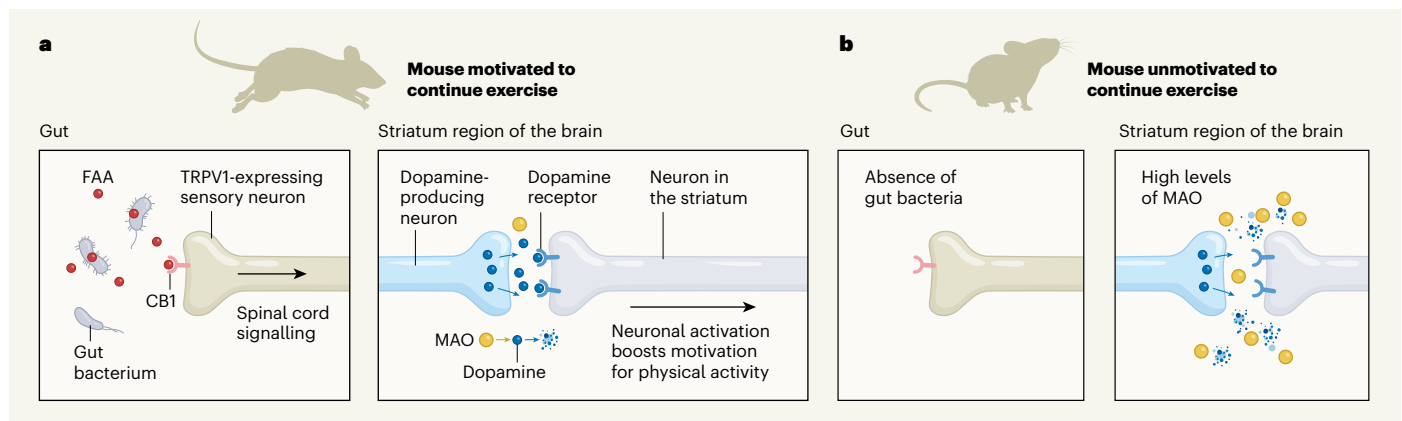 a
Mouse motivated to
continue exercise
Gut
Striatum region of the brain
FAA
TRPV1-expressing
sensory neuron
CB1
Spinal cord
signalling
Gut
bacterium
Dopamine-
producing
neuron
Dopamine
receptor
Neuron in
the striatum
MAO
Dopamine
Neuronal activation
boosts motivation
for physical activity
b
Mouse unmotivated to
continue exercise
Gut
Striatum region of the brain
Absence of
gut bacteria
High levels
of MAO